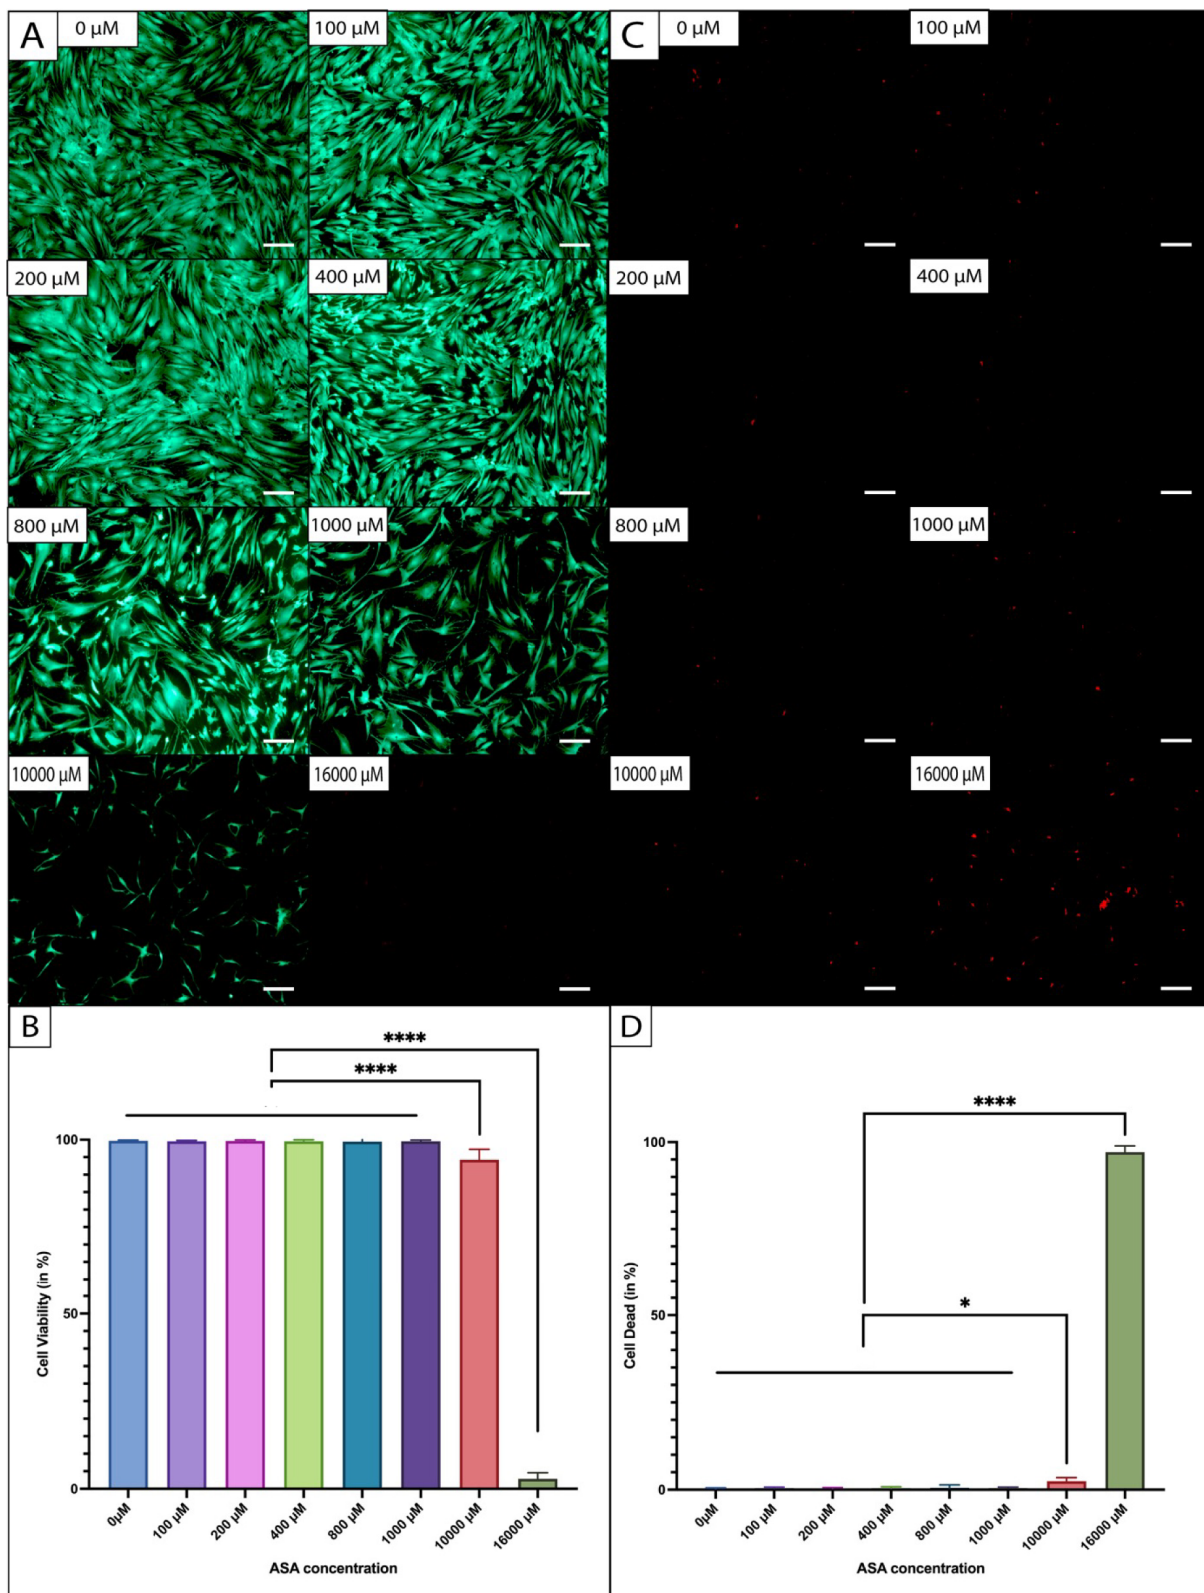 A
0 µM
100 µM
C
0 µM
100 µM
200 µM
400 µM
200 µM
400 µM
800 µM
1000 µM
800 µM
1000 µM
10000 µM
16000 µM
10000 µM
16000 µM
B
****
****
100
50
0
Cell Viability (in %)
0µM
100 µM
200 µM
400 µM
800 µM
1000 µM
10000 µM
16000 µM
ASA concentration
D
****
*
100
50
0
Cell Dead (in %)
0µM
100 µM
200 µM
400 µM
800 µM
1000 µM
10000 µM
16000 µM
ASA concentration